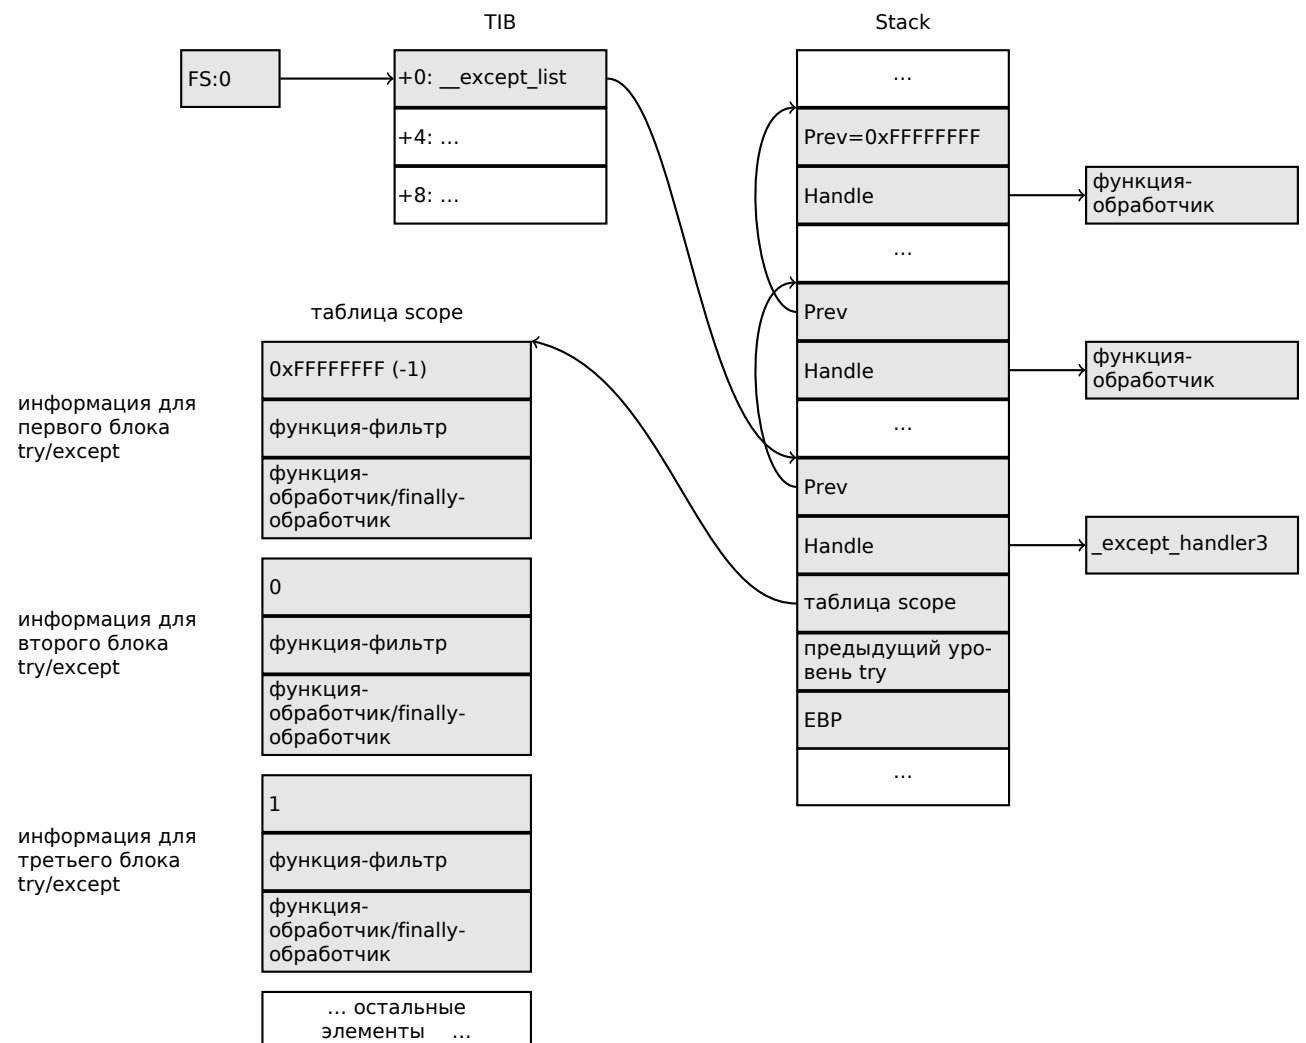 TIB
Stack
FS:0
+0: __except_list
+4: …
+8: …
…
Prev=0xFFFFFFFF
Handle
функция-
обработчик
…
Prev
Handle
функция-
обработчик
…
Prev
Handle
_except_handler3
таблица scope
предыдущий уро-
вень try
EBP
…
таблица scope
информация для
первого блока
try/except
0xFFFFFFFF (-1)
функция-фильтр
функция-
обработчик/finally-
обработчик
информация для
второго блока
try/except
0
функция-фильтр
функция-
обработчик/finally-
обработчик
информация для
третьего блока
try/except
1
функция-фильтр
функция-
обработчик/finally-
обработчик
… остальные
элементы …